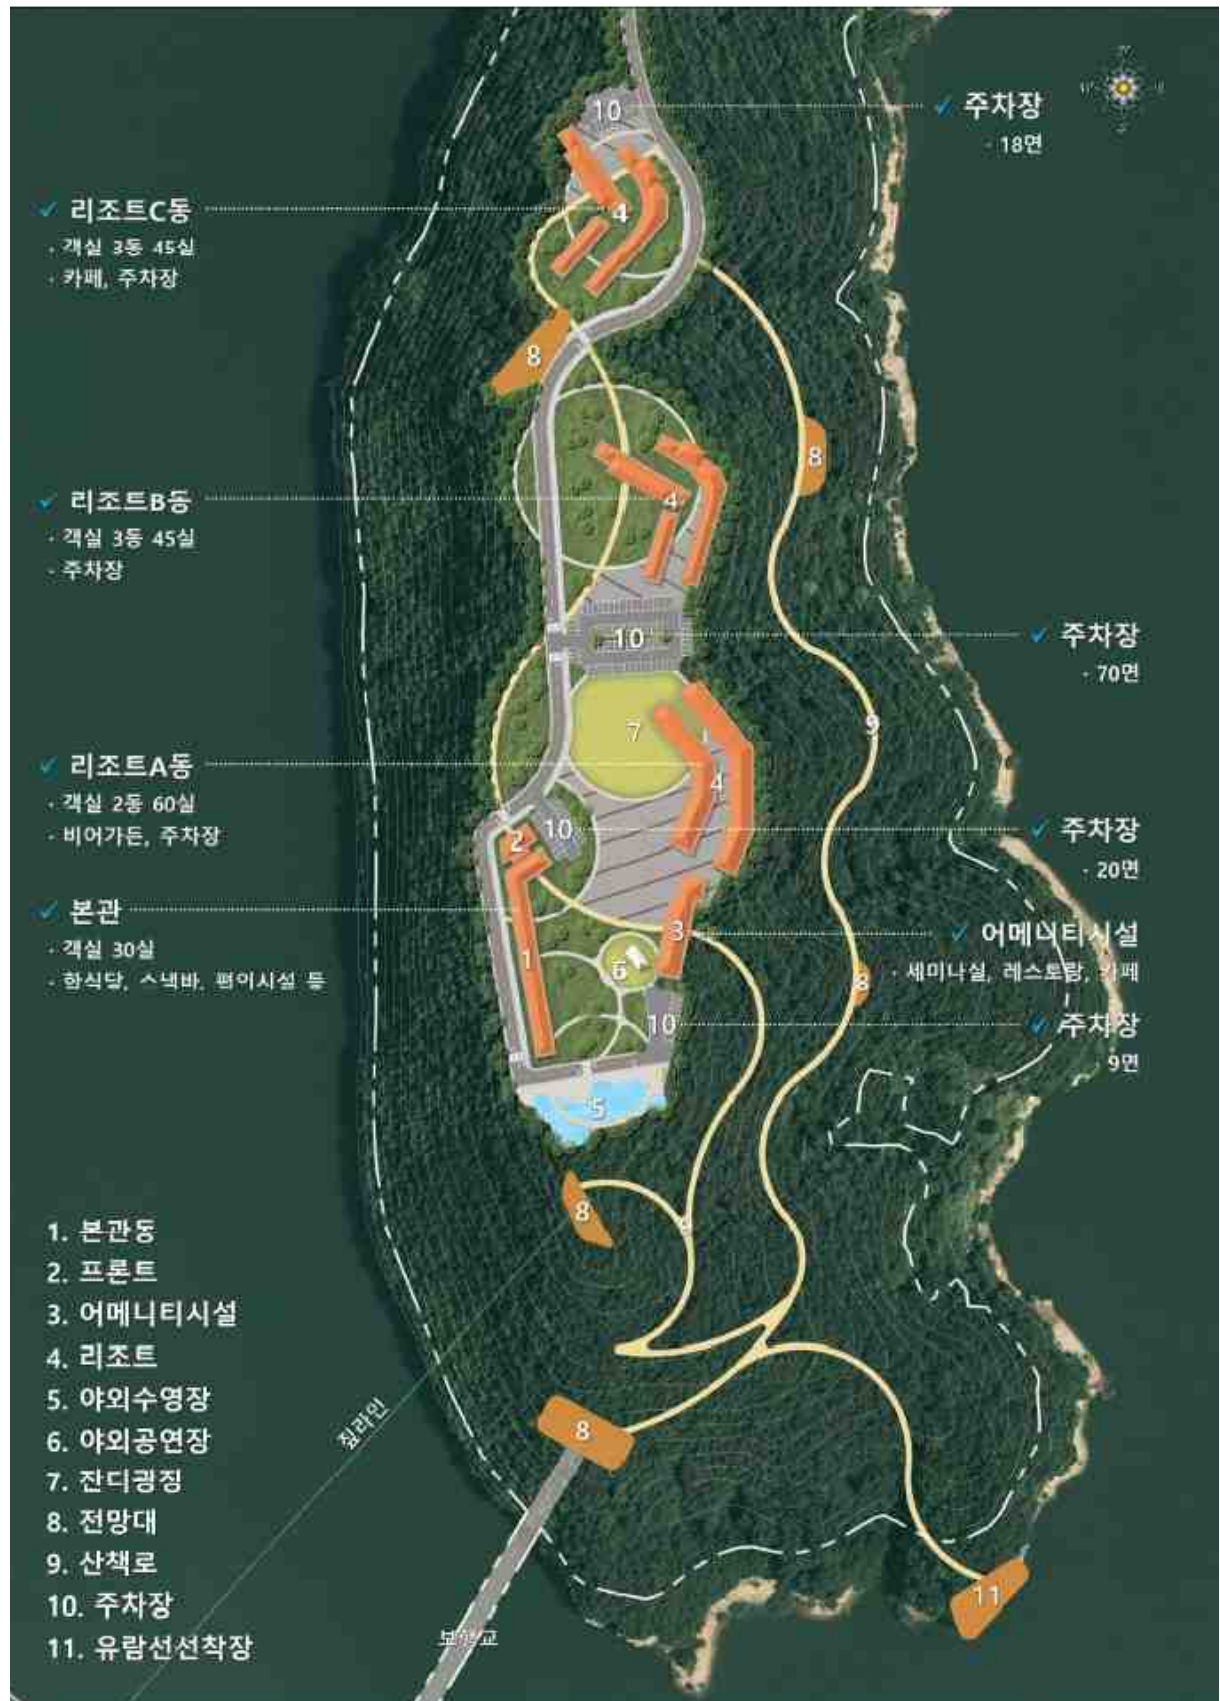 10
✓ 주차장
· 18면
✓ 리조트C동
· 객실 3동 45실
· 카페, 주차장
4
8
8
✓ 리조트B동
· 객실 3동 45실
· 주차장
4
10
✓ 주차장
· 70면
7
9
✓ 리조트A동
· 객실 2동 60실
· 비어가든, 주차장
4
2
10
✓ 주차장
· 20면
✓ 본관
· 객실 30실
· 한식당, 스낵바, 편의시설 등
1
3
6
✓ 어메니티시설
· 세미나실, 레스토랑, 카페
8
10
✓ 주차장
9면
5
8
9
1. 본관동
2. 프론트
3. 어메니티시설
4. 리조트
5. 야외수영장
6. 야외공연장
7. 잔디광장
8. 전망대
9. 산책로
10. 주차장
11. 유람선선착장
짚라인
8
11
보행교